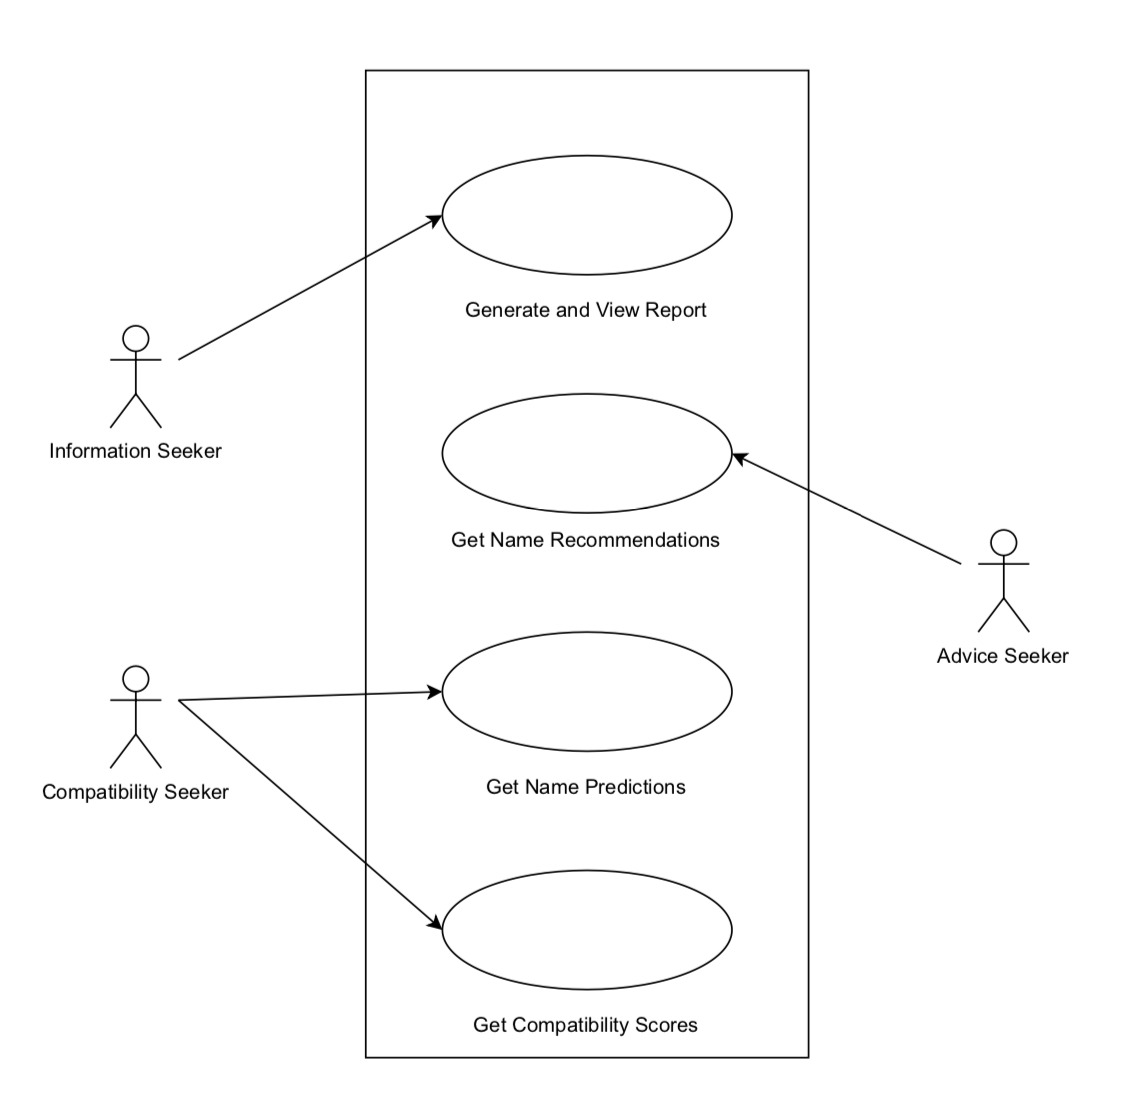 Generate and View Report
Information Seeker
Get Name Recommendations
Advice Seeker
Get Name Predictions
Compatibility Seeker
Get Compatibility Scores